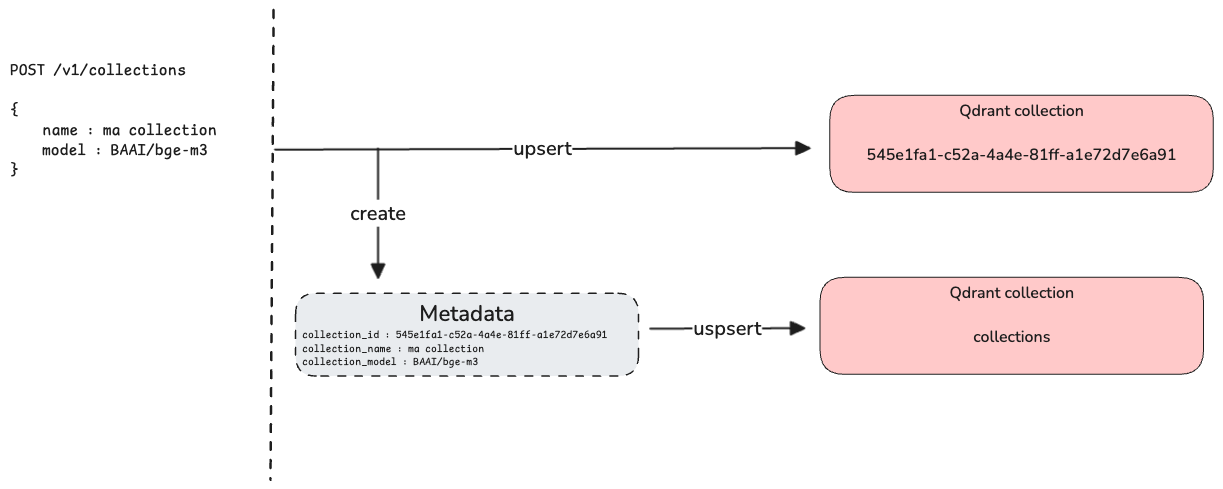 POST /v1/collections
{
name : ma collection
model : BAAI/bge-m3
}
upsert
Qdrant collection
545e1fa1-c52a-4a4e-81ff-a1e72d7e6a91
create
Metadata
collection_id : 545e1fa1-c52a-4a4e-81ff-a1e72d7e6a91
collection_name : ma collection
collection_model : BAAI/bge-m3
uspsert
Qdrant collection
collections